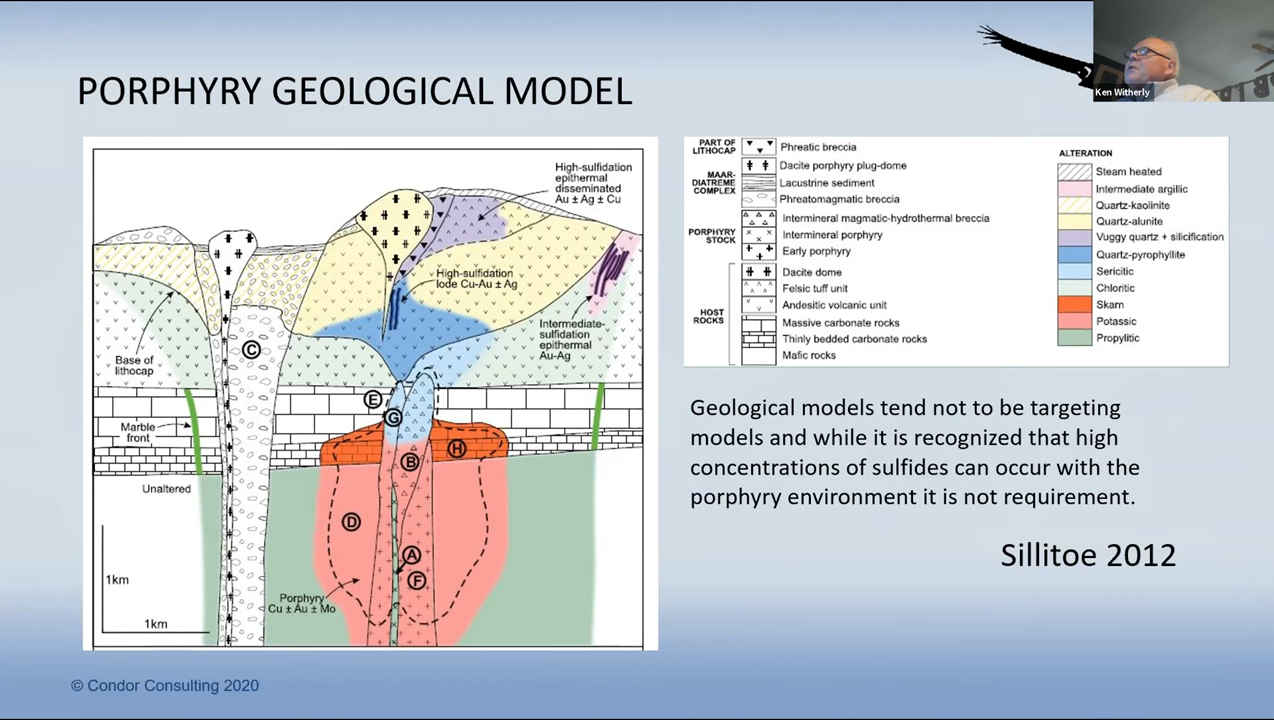 Ken Witherly
PORPHYRY GEOLOGICAL MODEL
High-sulfidation
epithermal
disseminated
Au ± Ag ± Cu
High-sulfidation
lode Cu-Au ± Ag
Intermediate-
sulfidation
epithermal
Au-Ag
Base of
lithocap
C
E
G
Marble
front
H
B
Unaltered
D
A
F
1km
Porphyry
Cu ± Au ± Mo
1km
PART OF
LITHOCAP
Phreatic breccia
MAAR-
DIATREME
COMPLEX
Dacite porphyry plug-dome
Lacustrine sediment
Phreatomagmatic breccia
PORPHYRY
STOCK
Intermineral magmatic-hydrothermal breccia
Intermineral porphyry
Early porphyry
HOST
ROCKS
Dacite dome
Felsic tuff unit
Andesitic volcanic unit
Massive carbonate rocks
Thinly bedded carbonate rocks
Mafic rocks
ALTERATION
Steam heated
Intermediate argillic
Quartz-kaolinite
Quartz-alunite
Vuggy quartz + silicification
Quartz-pyrophyllite
Sericitic
Chloritic
Skarn
Potassic
Propylitic
Geological models tend not to be targeting
models and while it is recognized that high
concentrations of sulfides can occur with the
porphyry environment it is not requirement.
Sillitoe 2012
© Condor Consulting 2020